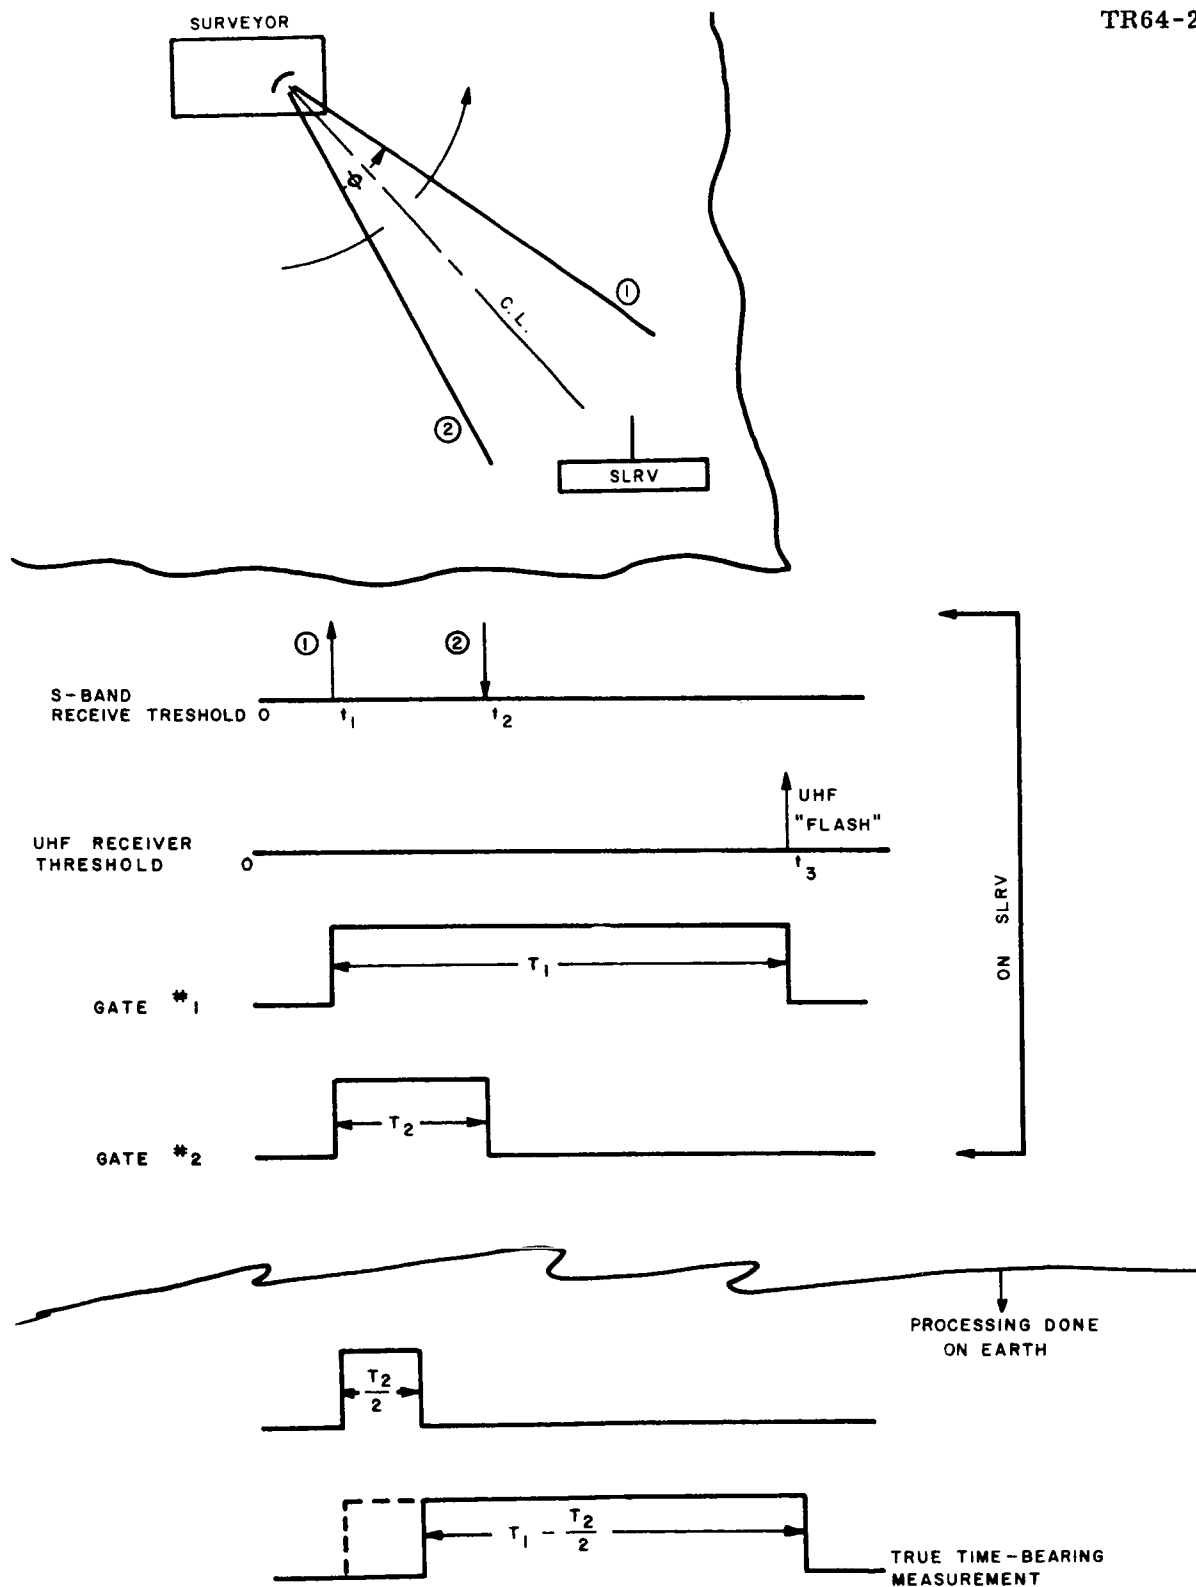 TR64-2
SURVEYOR
ϕ
①
C.L.
②
SLRV
① ②
S-BAND
RECEIVE TRESHOLD 0 t1 t2
UHF
"FLASH"
UHF RECEIVER
THRESHOLD 0 t3
ON SLRV
T1
GATE #1
T2
GATE #2
PROCESSING DONE
ON EARTH
T2/2
T1 - T2/2
TRUE TIME-BEARING
MEASUREMENT